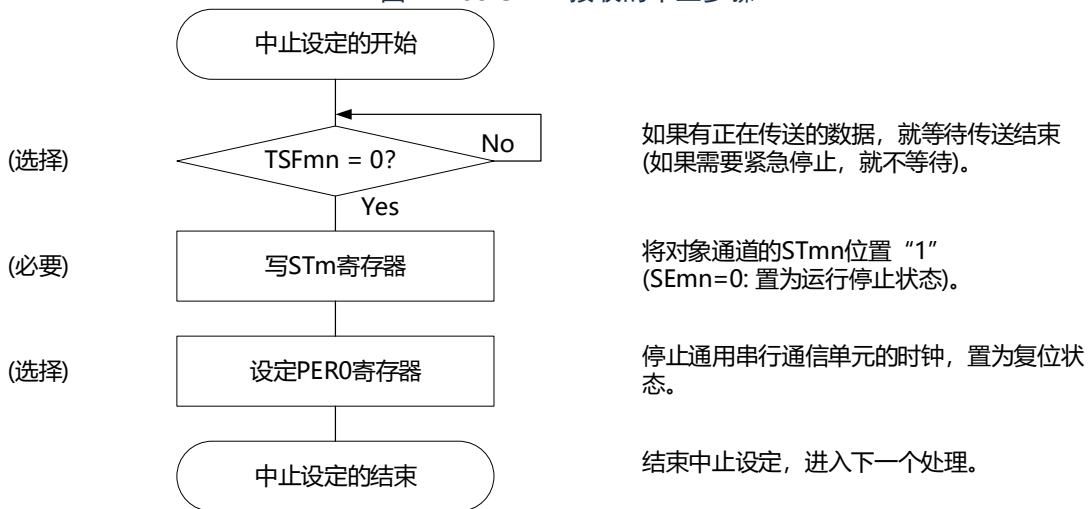 中止设定的开始
No
(选择)
TSFmn = 0?
如果有正在传送的数据，就等待传送结束
(如果需要紧急停止，就不等待)。
Yes
(必要)
写STm寄存器
将对象通道的STmn位置“1”
(SEmn=0: 置为运行停止状态)。
(选择)
设定PER0寄存器
停止通用串行通信单元的时钟，置为复位状
态。
中止设定的结束
结束中止设定，进入下一个处理。